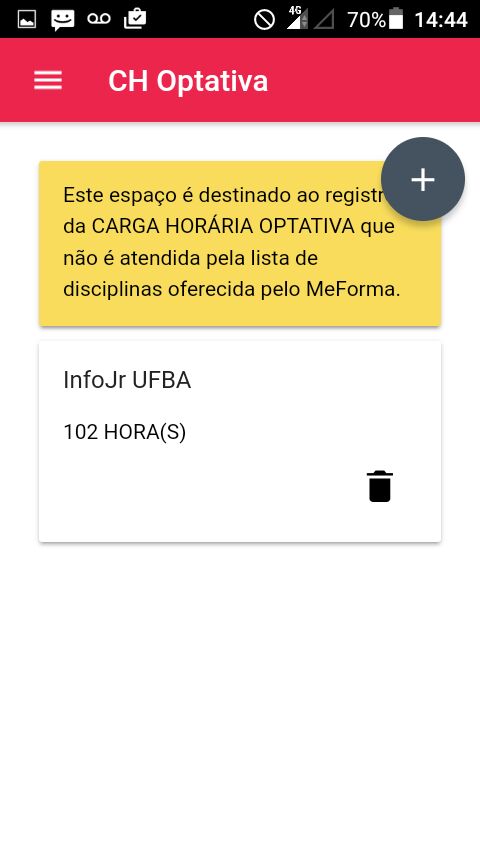 4G
70%
14:44
CH Optativa
Este espaço é destinado ao registr
da CARGA HORÁRIA OPTATIVA que
não é atendida pela lista de
disciplinas oferecida pelo MeForma.
InfoJr UFBA
102 HORA(S)